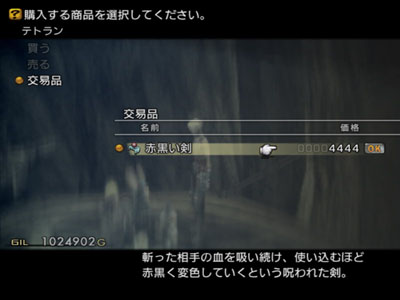 購入する商品を選択してください。
テトラン
買う
売る
交易品
交易品
名前 価格
赤黒い剣 00004444 OK
GIL 1024902 G
斬った相手の血を吸い続け、使い込むほど
赤黒く変色していくという呪われた剣。